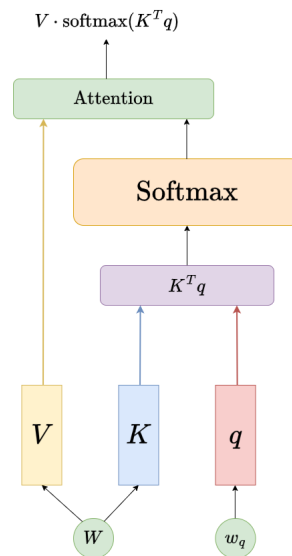 V · softmax(K^T q)
Attention
Softmax
K^T q
V K q
W w_q